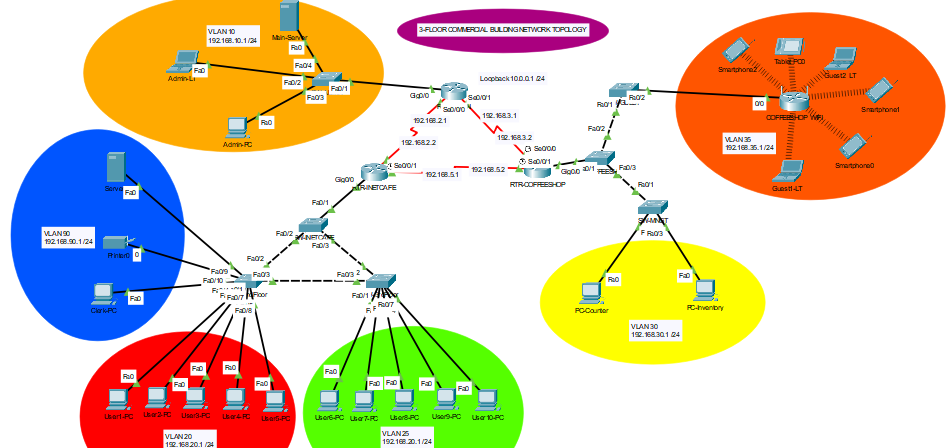 3-FLOOR COMMERCIAL BUILDING NETWORK TOPOLOGY
VLAN 10
192.168.10.1 /24
Main-Server
Fa0
Fa0
Fa0/4
Fa0/2
Fa0/1
Fa0/3
Fa0
Admin-PC
Loopback 10.0.0.1 /24
Gig0/0
Se0/0/1
Se0/0/0
192.168.2.1
192.168.3.1
192.168.2.2
192.168.3.2
Se0/0/0
Se0/0/1
Se0/0/1
192.168.5.1
192.168.5.2
Gig0/0
Gig0/0
RTR-COFFEESHOP
Fa0/1
Fa0/2
Fa0/2
Fa0/3
Fa0/1
Fa0/3
0/0
COFFEESHOP WIFI
Smartphone2
Guest2 LT
Smartphone1
Smartphone0
Guest1-LT
VLAN 35
192.168.35.1 /24
VLAN 90
192.168.90.1 /24
Fa0
Printer0
0
Clerk-PC
Fa0
Fa0/1
Fa0/2
Fa0/3
Fa0/2
Fa0/9
Fa0/10
Fa0/3
Fa0/7
Fa0/8
Fa0/3
Fa0/1
Fa0/7
Fa0/3
Fa0
Fa0
PC-Counter
PC-Inventory
VLAN 30
192.168.30.1 /24
Fa0
Fa0
Fa0
Fa0
Fa0
User1-PC
User2-PC
User3-PC
User4-PC
User5-PC
VLAN 20
192.168.20.1 /24
Fa0
Fa0
Fa0
Fa0
Fa0
User6-PC
User7-PC
User8-PC
User9-PC
User10-PC
VLAN 25
192.168.20.1 /24